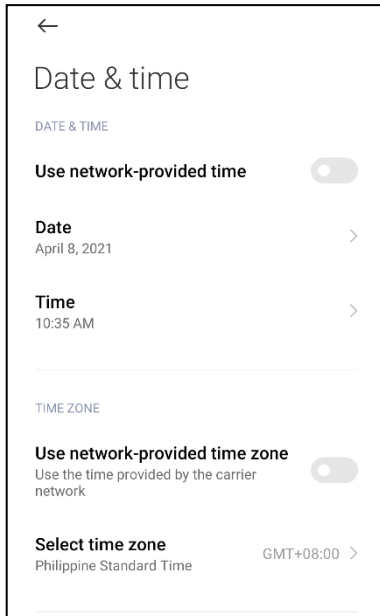 Date & time
DATE & TIME
Use network-provided time
Date
April 8, 2021
Time
10:35 AM
TIME ZONE
Use network-provided time zone
Use the time provided by the carrier
network
Select time zone
GMT+08:00
Philippine Standard Time